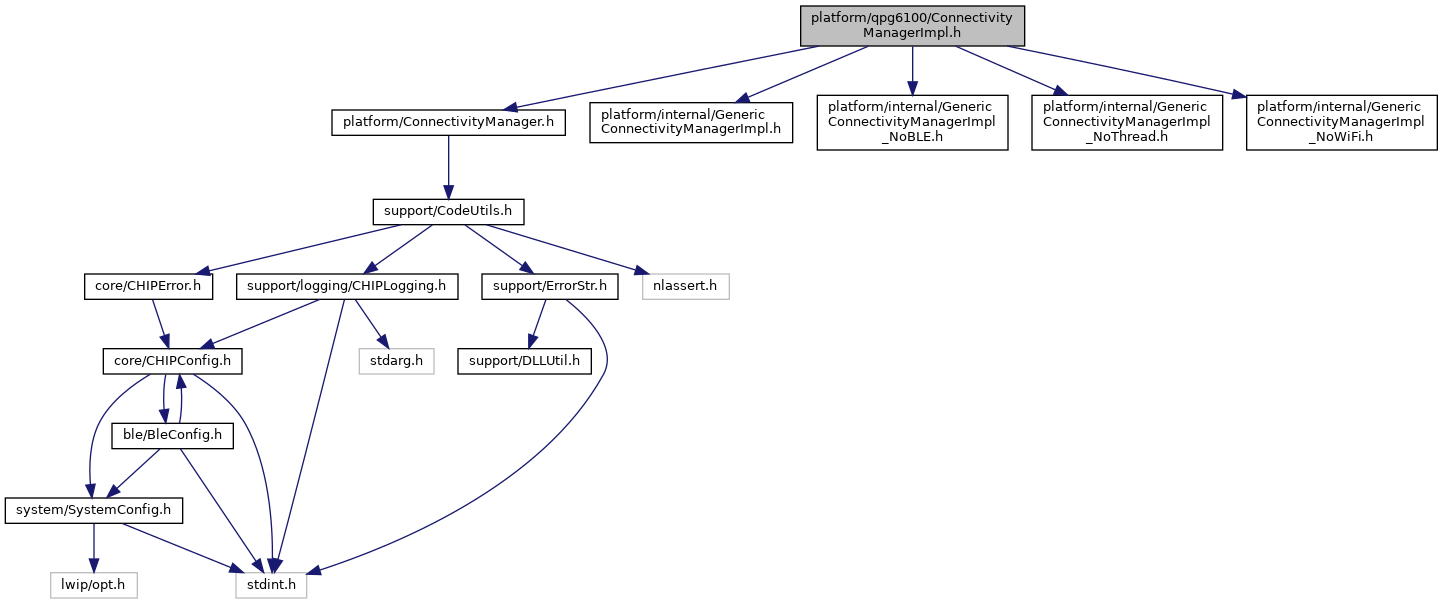 platform/qpg6100/Connectivity
ManagerImpl.h
platform/ConnectivityManager.h
platform/internal/Generic
ConnectivityManagerImpl.h
platform/internal/Generic
ConnectivityManagerImpl
_NoBLE.h
platform/internal/Generic
ConnectivityManagerImpl
_NoThread.h
platform/internal/Generic
ConnectivityManagerImpl
_NoWiFi.h
support/CodeUtils.h
core/CHIPError.h
support/logging/CHIPLogging.h
support/ErrorStr.h
nlassert.h
core/CHIPConfig.h
stdarg.h
support/DLLUtil.h
ble/BleConfig.h
system/SystemConfig.h
lwip/opt.h
stdint.h